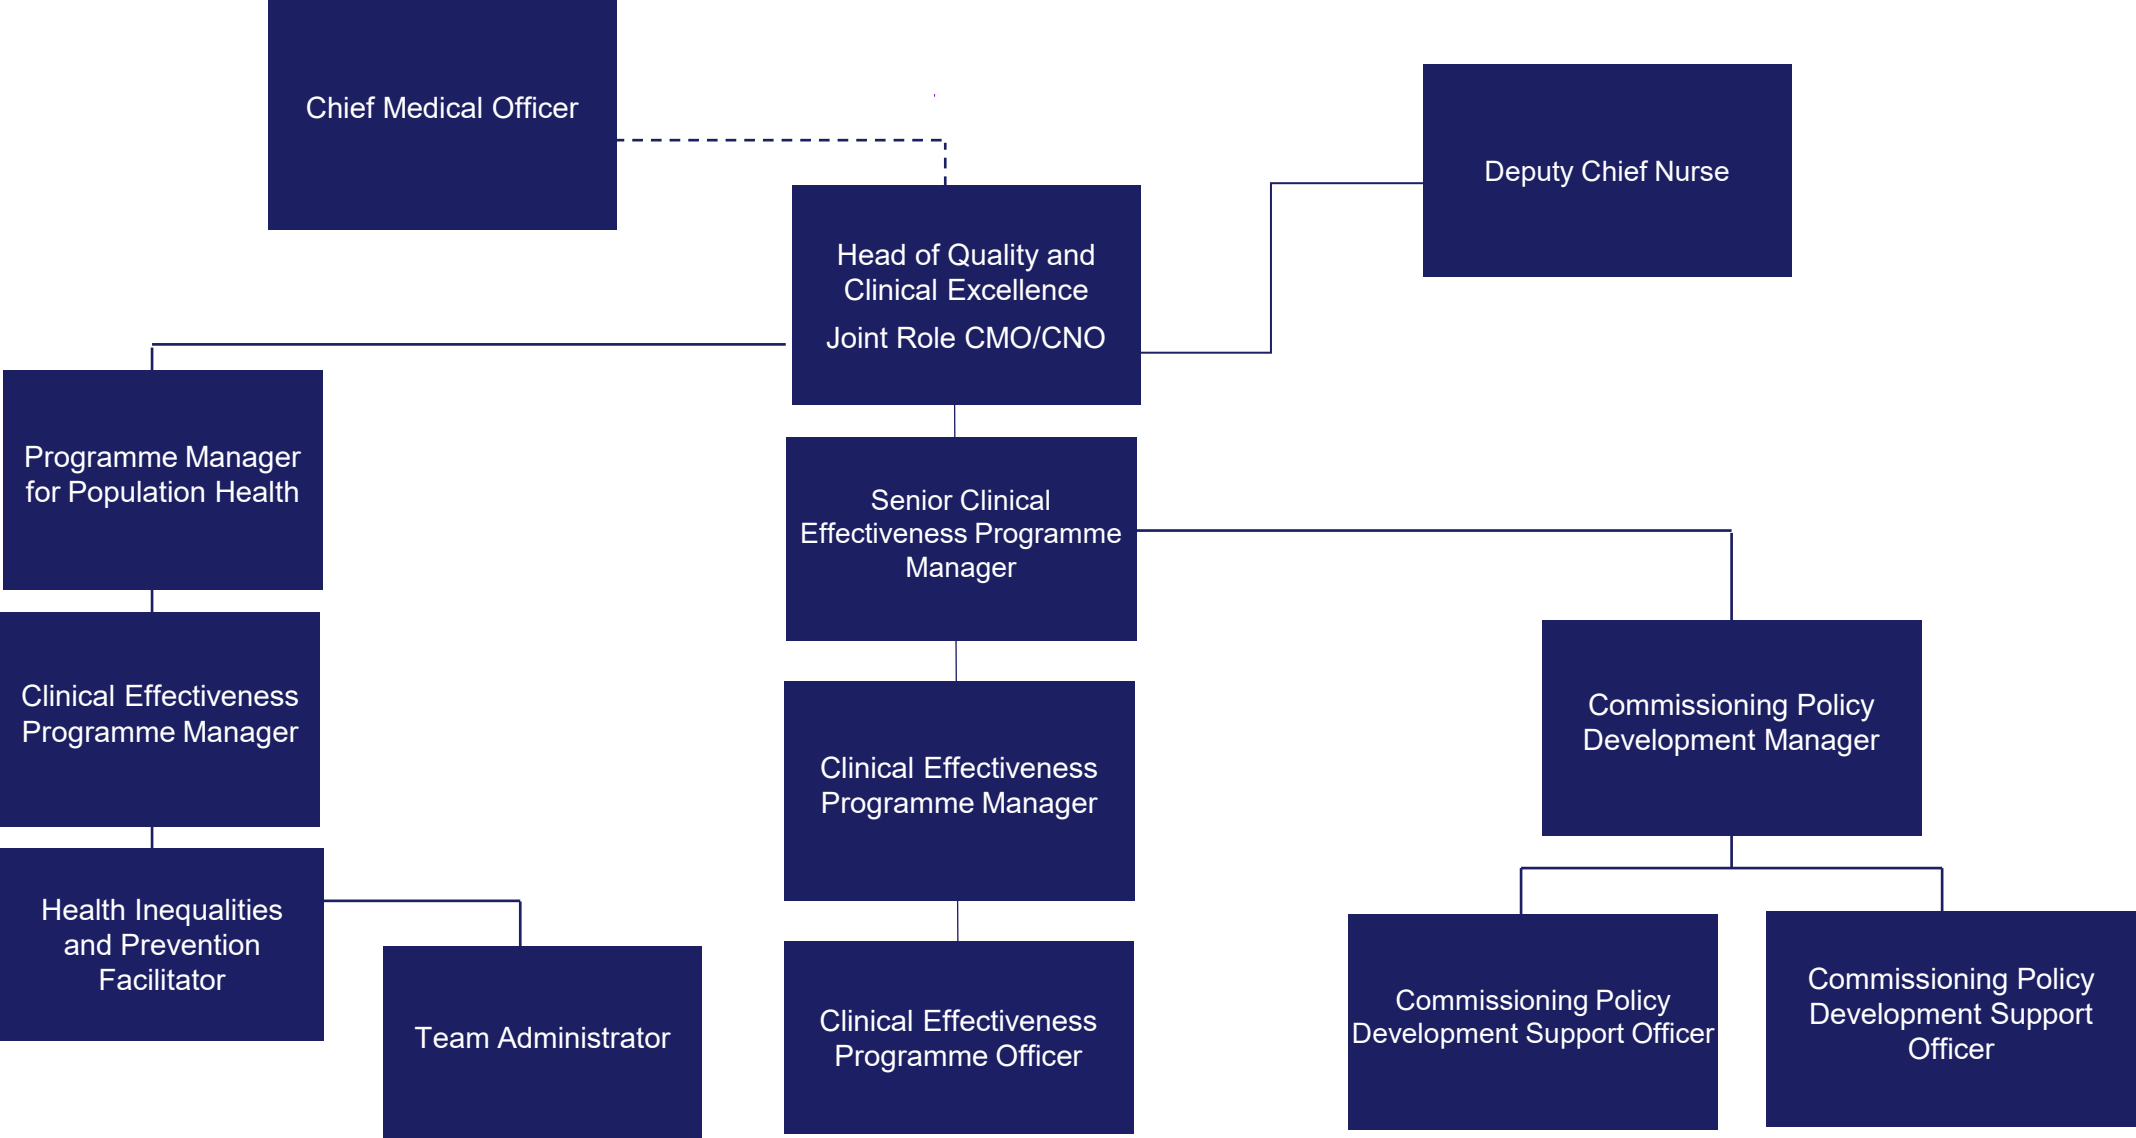 Chief Medical Officer
Deputy Chief Nurse
Head of Quality and
Clinical Excellence
Joint Role CMO/CNO
Programme Manager
for Population Health
Senior Clinical
Effectiveness Programme
Manager
Clinical Effectiveness
Programme Manager
Clinical Effectiveness
Programme Manager
Commissioning Policy
Development Manager
Health Inequalities
and Prevention
Facilitator
Team Administrator
Clinical Effectiveness
Programme Officer
Commissioning Policy
Development Support Officer
Commissioning Policy
Development Support
Officer